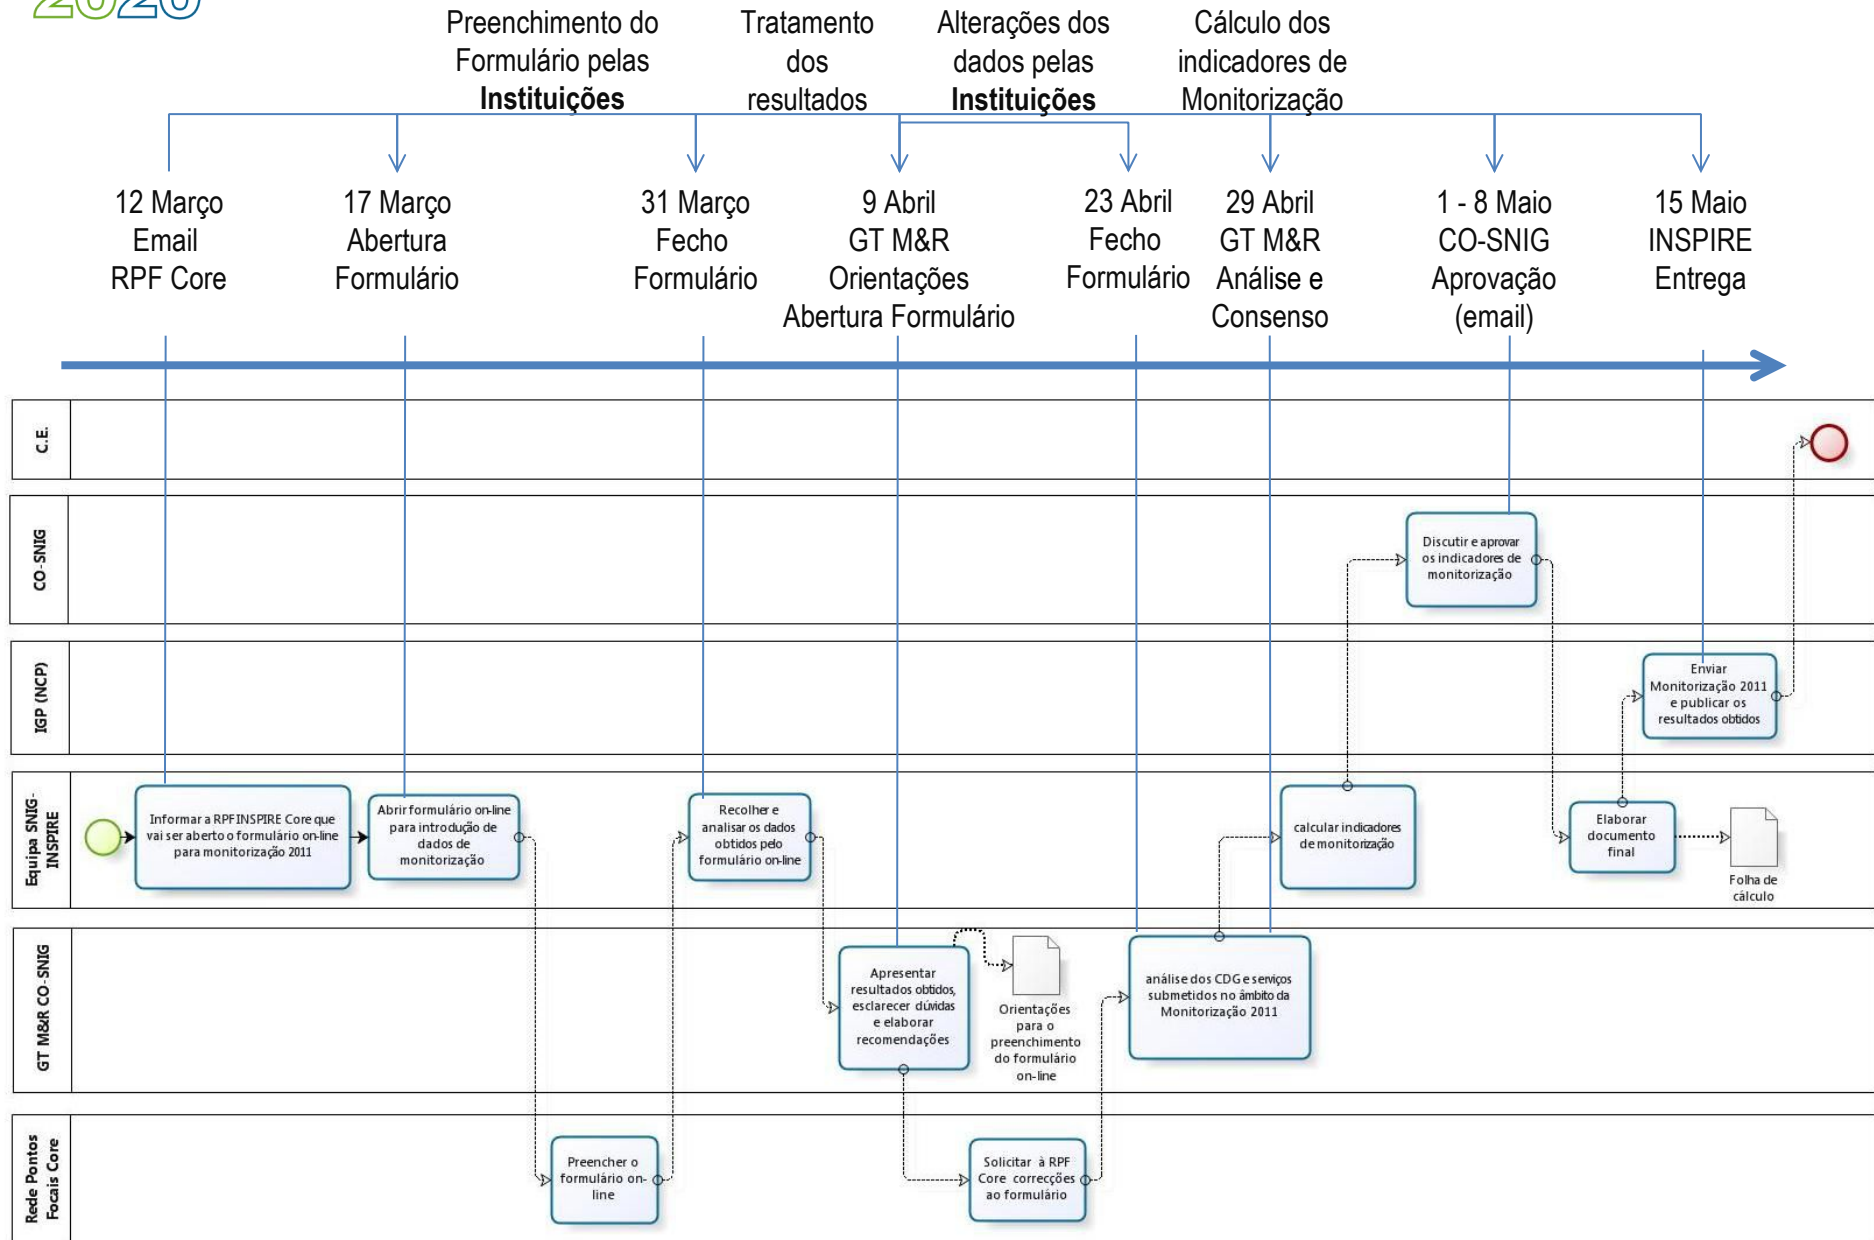 2020
Preenchimento do
Formulário pelas
Instituições
Tratamento
dos
resultados
Alterações dos
dados pelas
Instituições
Cálculo dos
indicadores de
Monitorização
12 Março
Email
RPF Core
17 Março
Abertura
Formulário
31 Março
Fecho
Formulário
9 Abril
GT M&R
Orientações
Abertura Formulário
23 Abril
Fecho
Formulário
29 Abril
GT M&R
Análise e
Consenso
1 - 8 Maio
CO-SNIG
Aprovação
(email)
15 Maio
INSPIRE
Entrega
C.E.
CO-SNIG
Discutir e aprovar
os indicadores de
monitorização
IGP (NCP)
Enviar
Monitorização 2011
e publicar os
resultados obtidos
Equipa SNIG-
INSPIRE
Informar a RPF INSPIRE Core que
vai ser aberto o formulário on-line
para monitorização 2011
Abrir formulário on-line
para introdução de
dados de
monitorização
Recolher e
analisar os dados
obtidos pelo
formulário on-line
calcular indicadores
de monitorização
Elaborar
documento
final
Folha de
cálculo
GT M&R CO-SNIG
Apresentar
resultados obtidos,
esclarecer dúvidas
e elaborar
recomendações
Orientações
para o
preenchimento
do formulário
on-line
análise dos CDG e serviços
submetidos no âmbito da
Monitorização 2011
Rede Pontos
Focais Core
Preencher o
formulário on-
line
Solicitar à RPF
Core correcções
ao formulário